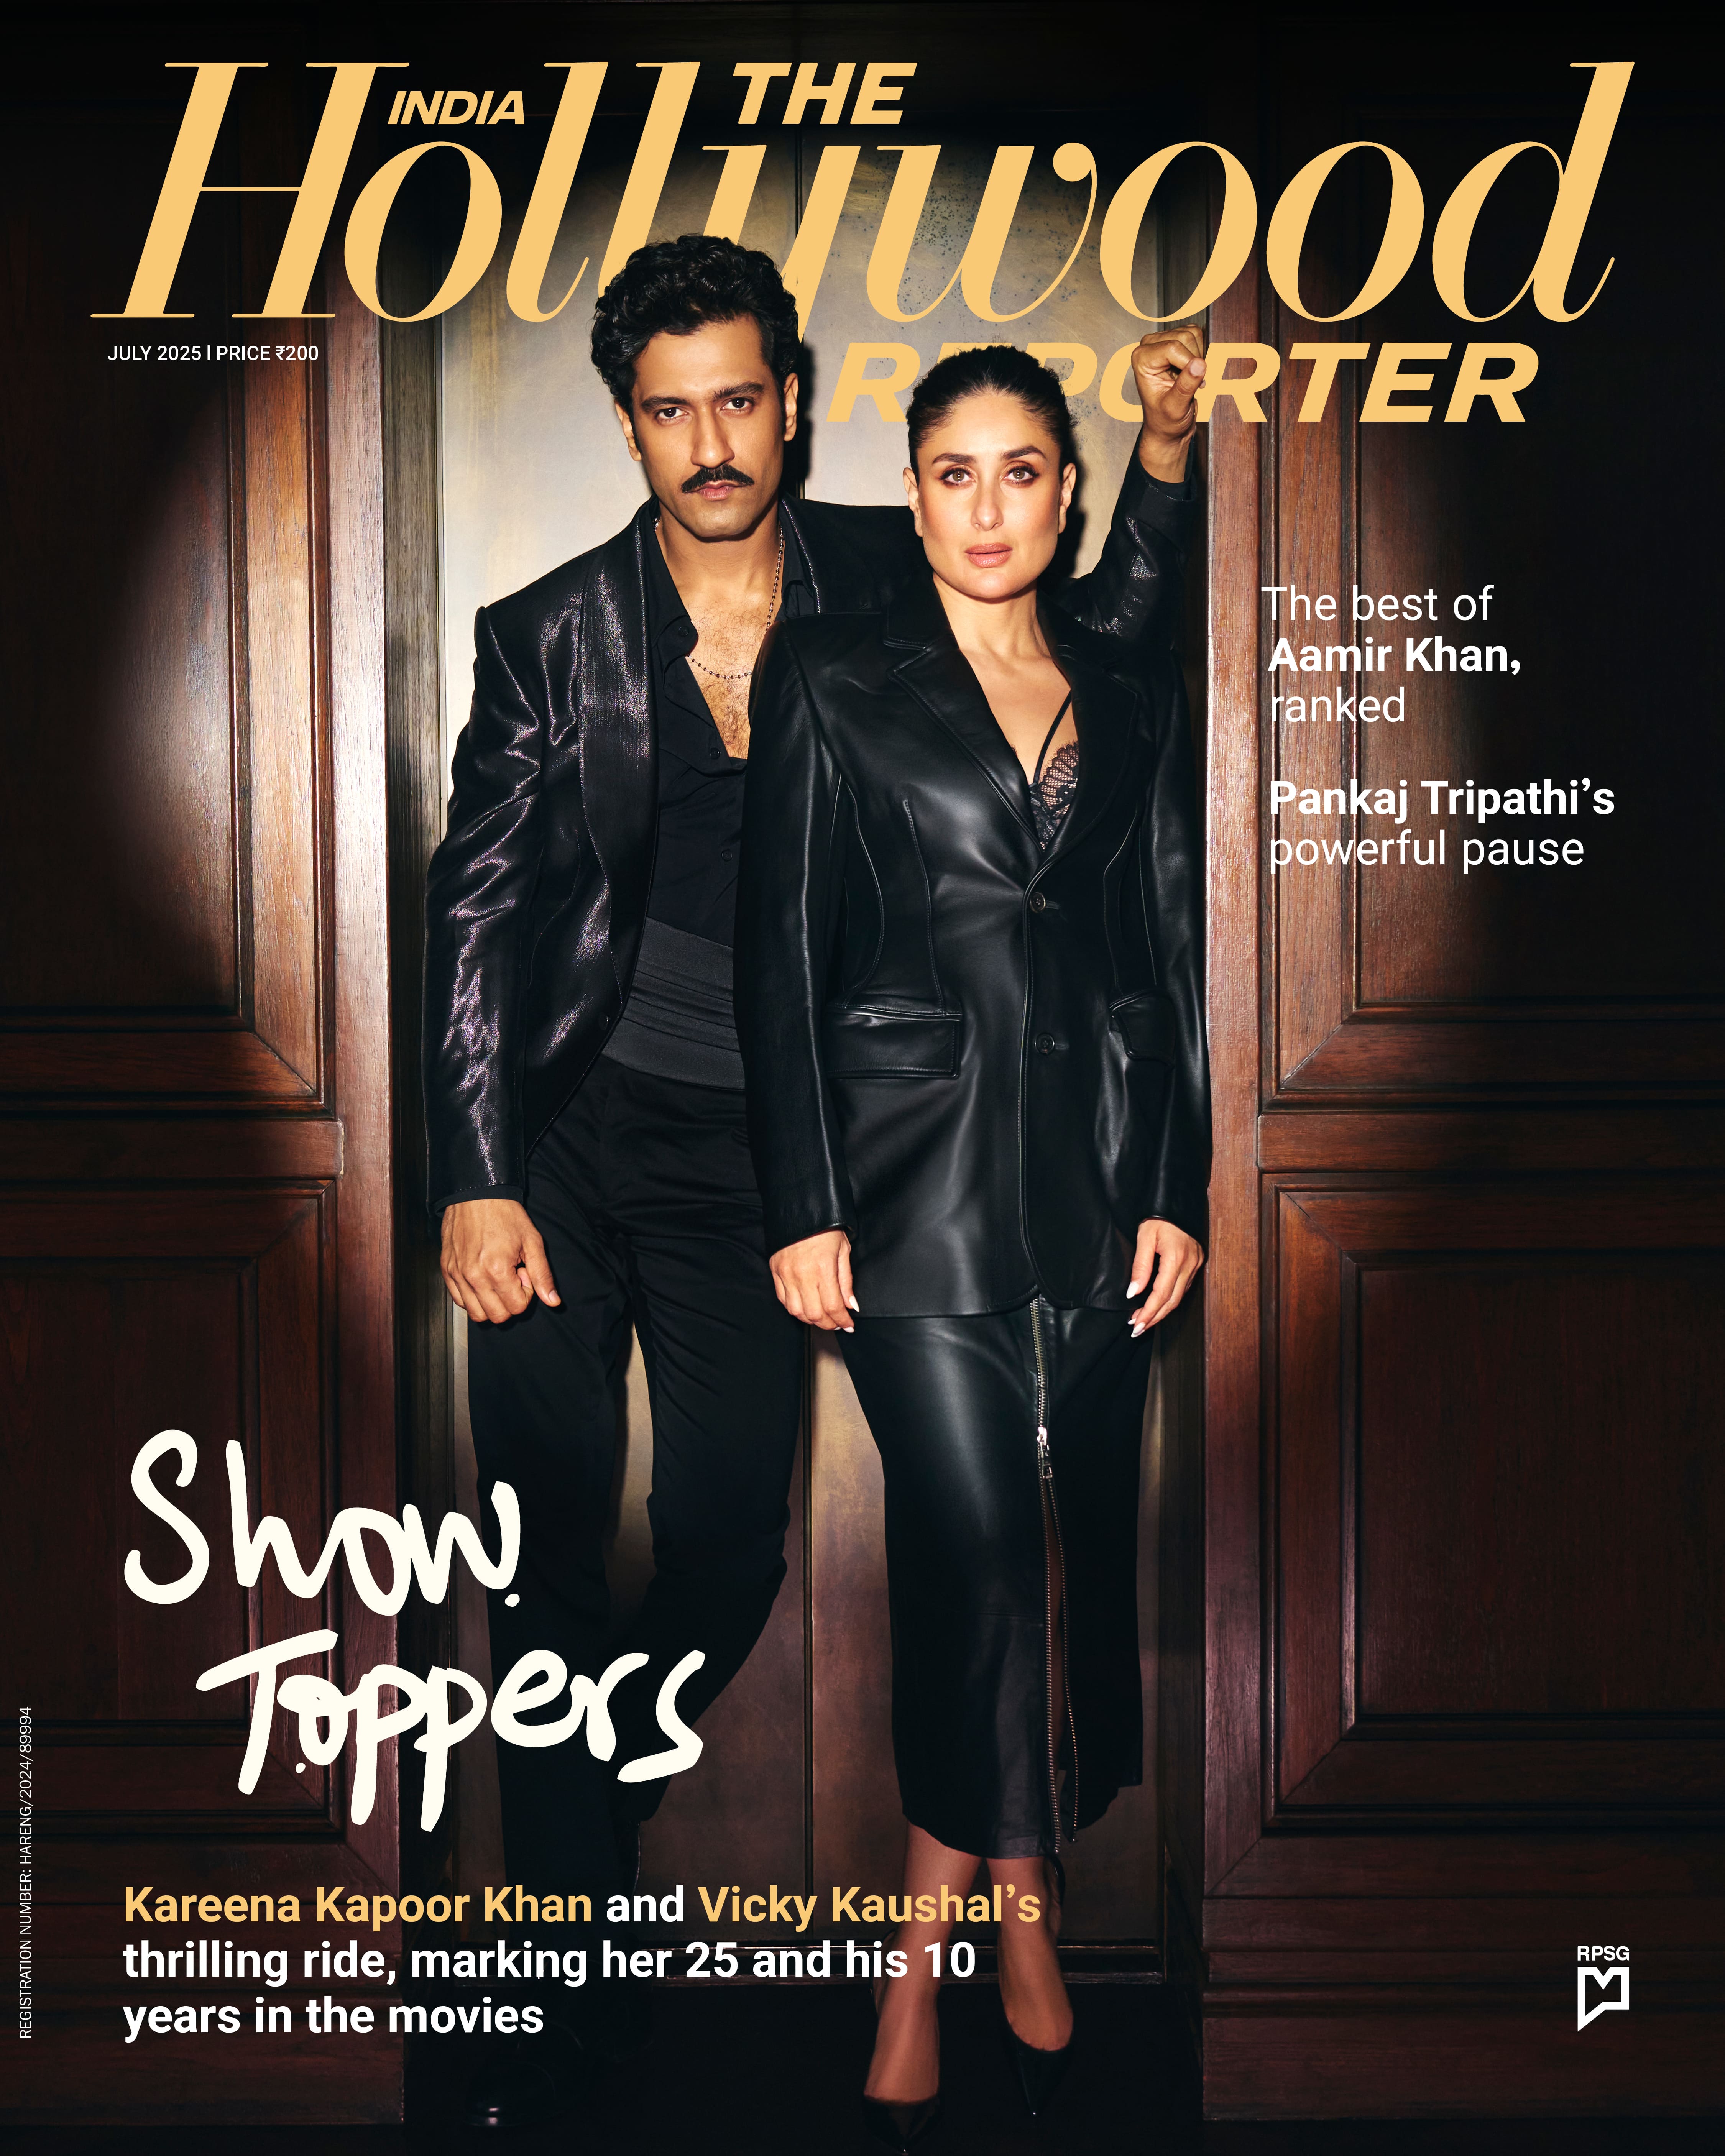 INDIA
THE
Hollywood
REPORTER
JULY 2025 | PRICE ₹200
The best of
Aamir Khan,
ranked
Pankaj Tripathi’s
powerful pause
Show
Toppers
Kareena Kapoor Khan and Vicky Kaushal’s
thrilling ride, marking her 25 and his 10
years in the movies
REGISTRATION NUMBER: HARENG/2024/89994
RPSG